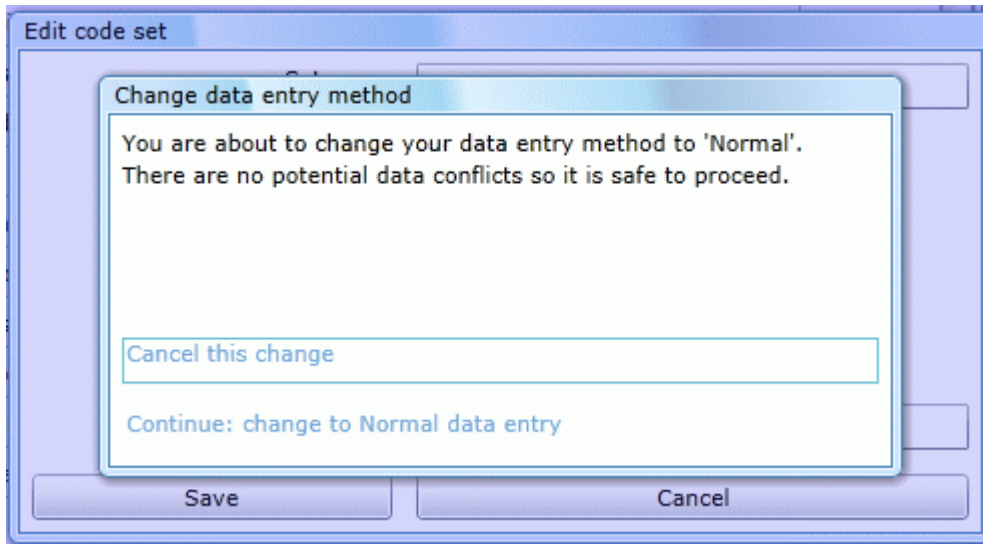 Edit code set
Change data entry method
You are about to change your data entry method to 'Normal'.
There are no potential data conflicts so it is safe to proceed.
Cancel this change
Continue: change to Normal data entry
Save
Cancel